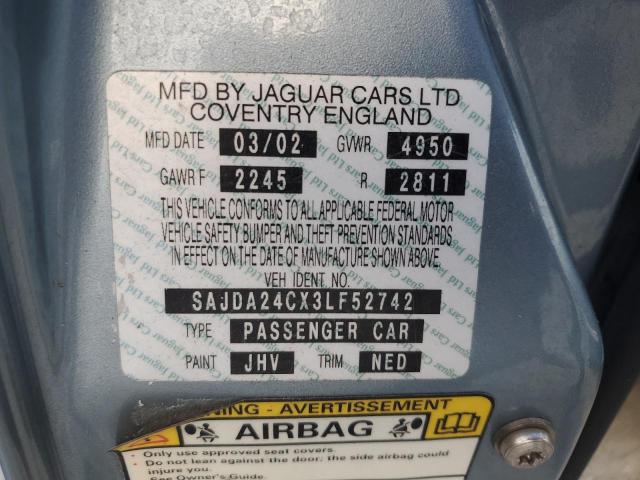 MFD BY JAGUAR CARS LTD
COVENTRY ENGLAND
MFD DATE 03/02 GVWR 4950
GAWR F 2245 R 2811
THIS VEHICLE CONFORMS TO ALL APPLICABLE FEDERAL MOTOR
VEHICLE SAFETY BUMPER AND THEFT PREVENTION STANDARDS
IN EFFECT ON THE DATE OF MANUFACTURE SHOWN ABOVE.
VEH IDENT. NO.
SAJDA24CX3LF52742
TYPE PASSENGER CAR
PAINT JHV TRIM NED
- AVERTISSEMENT
AIRBAG
• Only use approved seat covers.
• Do not lean against the door; the side airbag could
injure you.
See Owner's Guide.